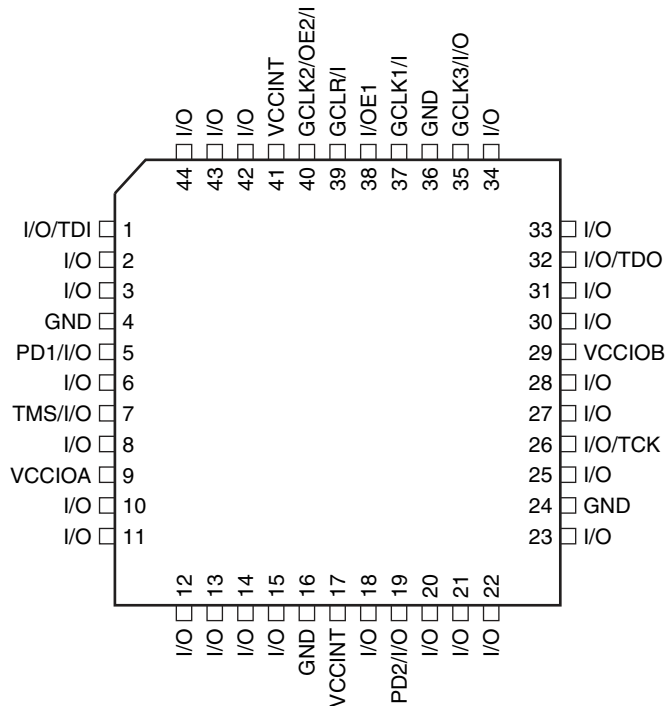 I/O
I/O
I/O
VCCINT
GCLK2/OE2/I
GCLR/I
I/OE1
GCLK1/I
GND
GCLK3/I/O
I/O
44
43
42
41
40
39
38
37
36
35
34
I/O/TDI 1
I/O 2
I/O 3
GND 4
PD1/I/O 5
I/O 6
TMS/I/O 7
I/O 8
VCCIOA 9
I/O 10
I/O 11
33 I/O
32 I/O/TDO
31 I/O
30 I/O
29 VCCIOB
28 I/O
27 I/O
26 I/O/TCK
25 I/O
24 GND
23 I/O
12
13
14
15
16
17
18
19
20
21
22
I/O
I/O
I/O
I/O
GND
VCCINT
I/O
PD2/I/O
I/O
I/O
I/O